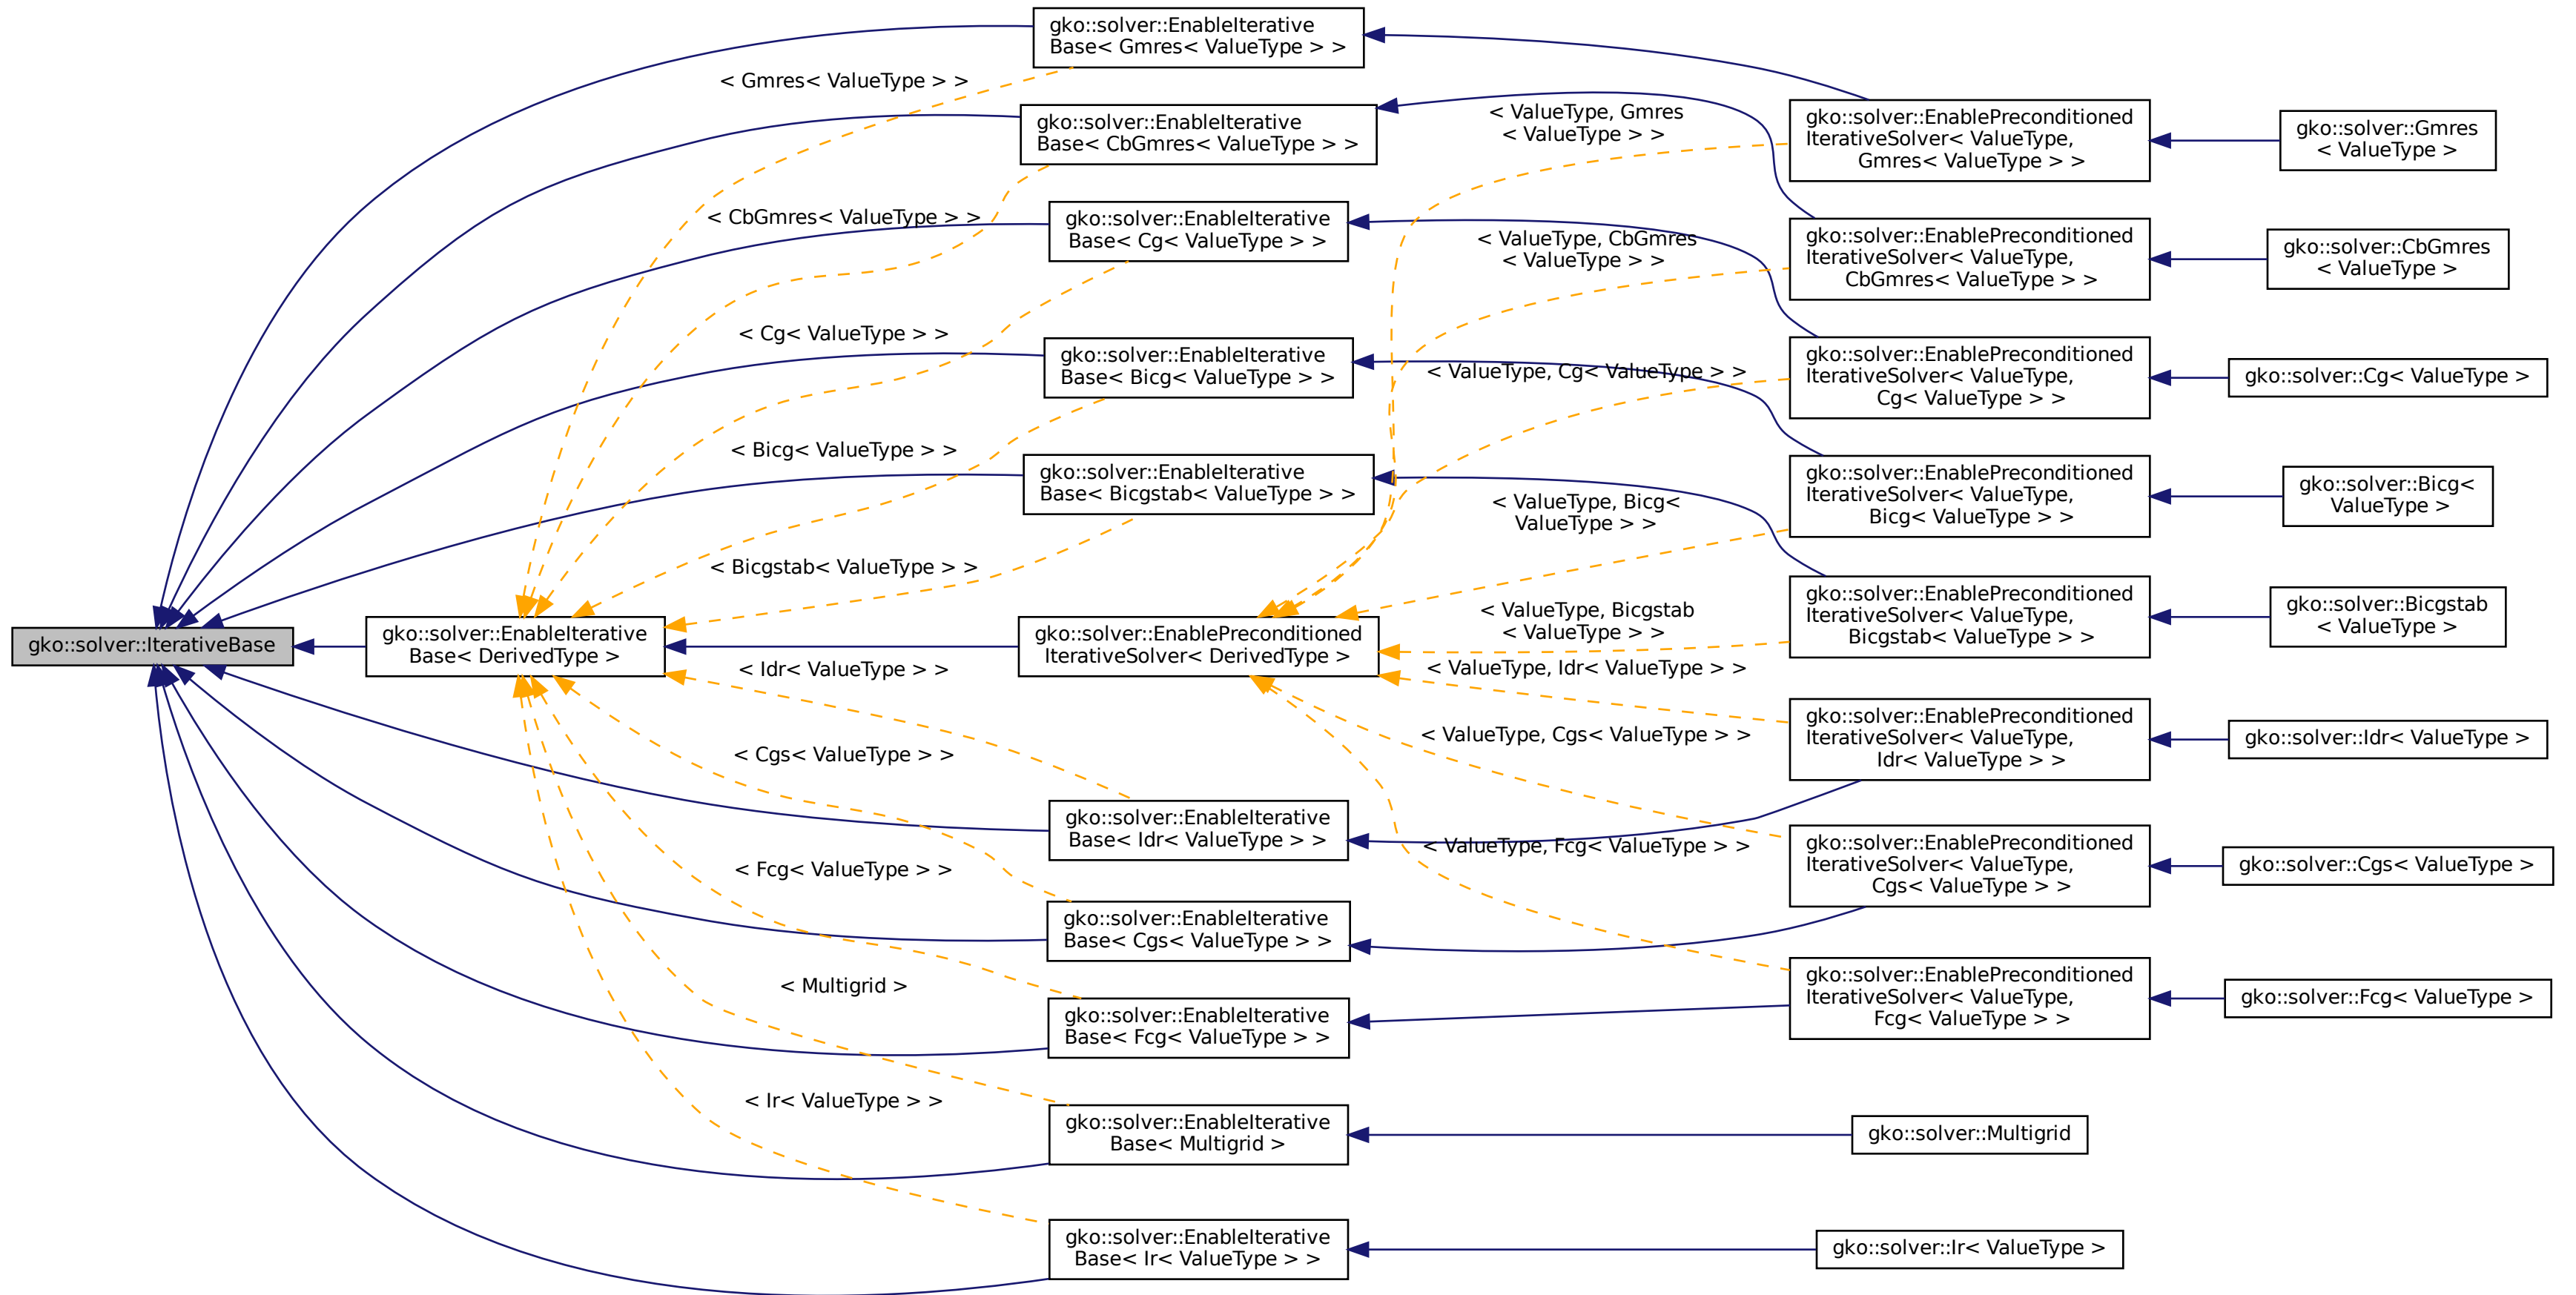 gko::solver::IterativeBase
gko::solver::EnableIterative
Base< DerivedType >
< Gmres< ValueType > >
< CbGmres< ValueType > >
< Cg< ValueType > >
< Bicg< ValueType > >
< Bicgstab< ValueType > >
< Idr< ValueType > >
< Cgs< ValueType > >
< Fcg< ValueType > >
< Multigrid >
< Ir< ValueType > >
gko::solver::EnableIterative
Base< Gmres< ValueType > >
gko::solver::EnableIterative
Base< CbGmres< ValueType > >
gko::solver::EnableIterative
Base< Cg< ValueType > >
gko::solver::EnableIterative
Base< Bicg< ValueType > >
gko::solver::EnableIterative
Base< Bicgstab< ValueType > >
gko::solver::EnablePreconditioned
IterativeSolver< DerivedType >
gko::solver::EnableIterative
Base< Idr< ValueType > >
gko::solver::EnableIterative
Base< Cgs< ValueType > >
gko::solver::EnableIterative
Base< Fcg< ValueType > >
gko::solver::EnableIterative
Base< Multigrid >
gko::solver::EnableIterative
Base< Ir< ValueType > >
< ValueType, Gmres
< ValueType > >
< ValueType, CbGmres
< ValueType > >
< ValueType, Cg< ValueType > >
< ValueType, Bicg<
ValueType > >
< ValueType, Bicgstab
< ValueType > >
< ValueType, Idr< ValueType > >
< ValueType, Cgs< ValueType > >
< ValueType, Fcg< ValueType > >
gko::solver::EnablePreconditioned
IterativeSolver< ValueType,
Gmres< ValueType > >
gko::solver::EnablePreconditioned
IterativeSolver< ValueType,
CbGmres< ValueType > >
gko::solver::EnablePreconditioned
IterativeSolver< ValueType,
Cg< ValueType > >
gko::solver::EnablePreconditioned
IterativeSolver< ValueType,
Bicg< ValueType > >
gko::solver::EnablePreconditioned
IterativeSolver< ValueType,
Bicgstab< ValueType > >
gko::solver::EnablePreconditioned
IterativeSolver< ValueType,
Idr< ValueType > >
gko::solver::EnablePreconditioned
IterativeSolver< ValueType,
Cgs< ValueType > >
gko::solver::EnablePreconditioned
IterativeSolver< ValueType,
Fcg< ValueType > >
gko::solver::Multigrid
gko::solver::Ir< ValueType >
gko::solver::Gmres
< ValueType >
gko::solver::CbGmres
< ValueType >
gko::solver::Cg< ValueType >
gko::solver::Bicg<
ValueType >
gko::solver::Bicgstab
< ValueType >
gko::solver::Idr< ValueType >
gko::solver::Cgs< ValueType >
gko::solver::Fcg< ValueType >